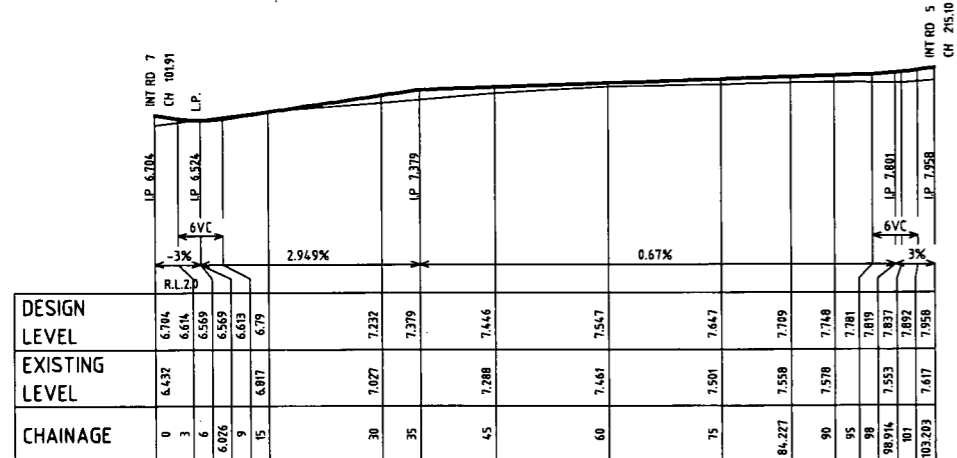 INT RD 7
CH 101.91
L.P.
INT RD 5
CH 215.10
I.P 6.704
I.P 6.524
I.P 7.379
I.P 7.801
I.P 7.958
6VC
6VC
-3%
2.949%
0.67%
3%
R.L.2.0
DESIGN LEVEL 6.704 6.614 6.569 6.569 6.613 6.79 7.232 7.379 7.446 7.547 7.647 7.709 7.748 7.781 7.819 7.837 7.892 7.958
EXISTING LEVEL 6.432 6.817 7.027 7.288 7.461 7.501 7.558 7.578 7.553 7.617
CHAINAGE 0 3 6 6.026 9 15 30 35 45 60 75 84.227 90 95 98 98.914 101 103.203